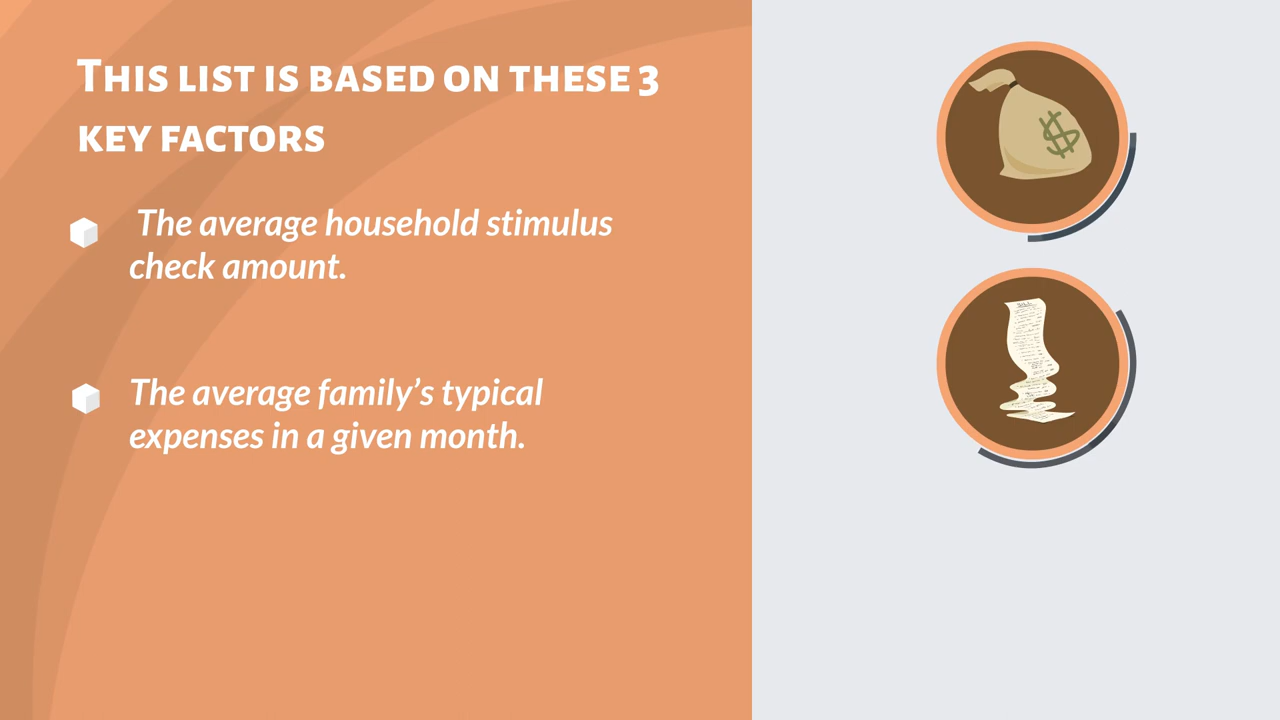 This list is based on these 3
key factors
The average household stimulus
check amount.
The average family's typical
expenses in a given month.